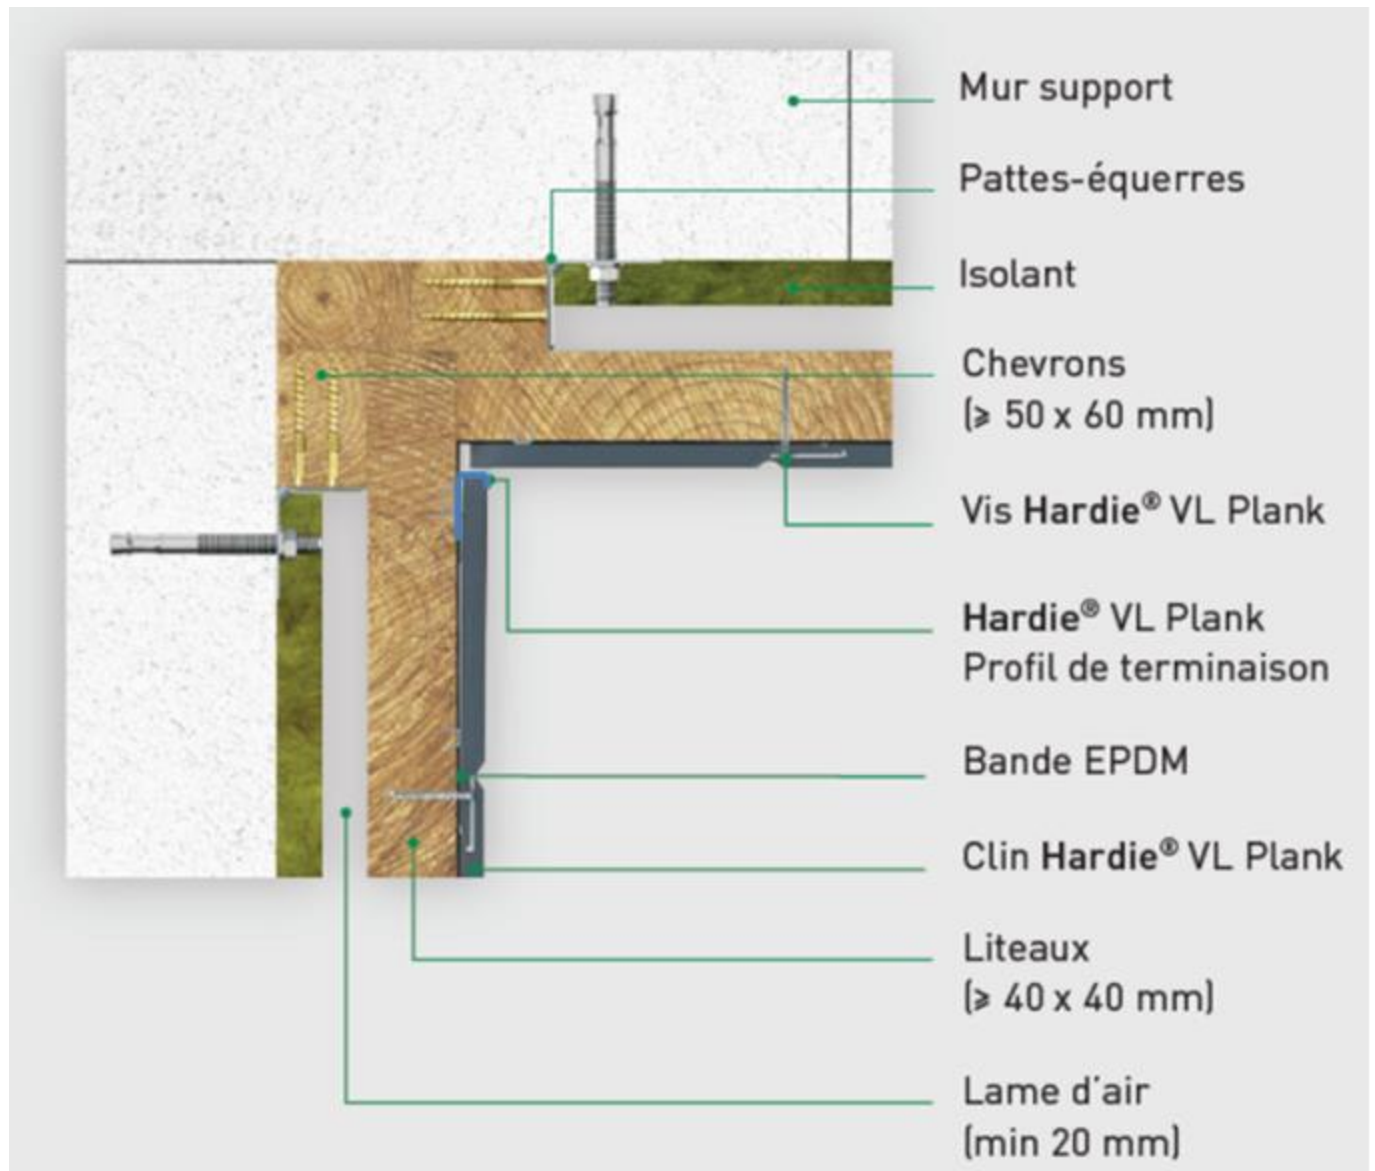 Mur support
Pattes-équerres
Isolant
Chevrons
(⩾ 50 x 60 mm)
Vis Hardie® VL Plank
Hardie® VL Plank
Profil de terminaison
Bande EPDM
Clin Hardie® VL Plank
Liteaux
(⩾ 40 x 40 mm)
Lame d'air
(min 20 mm)